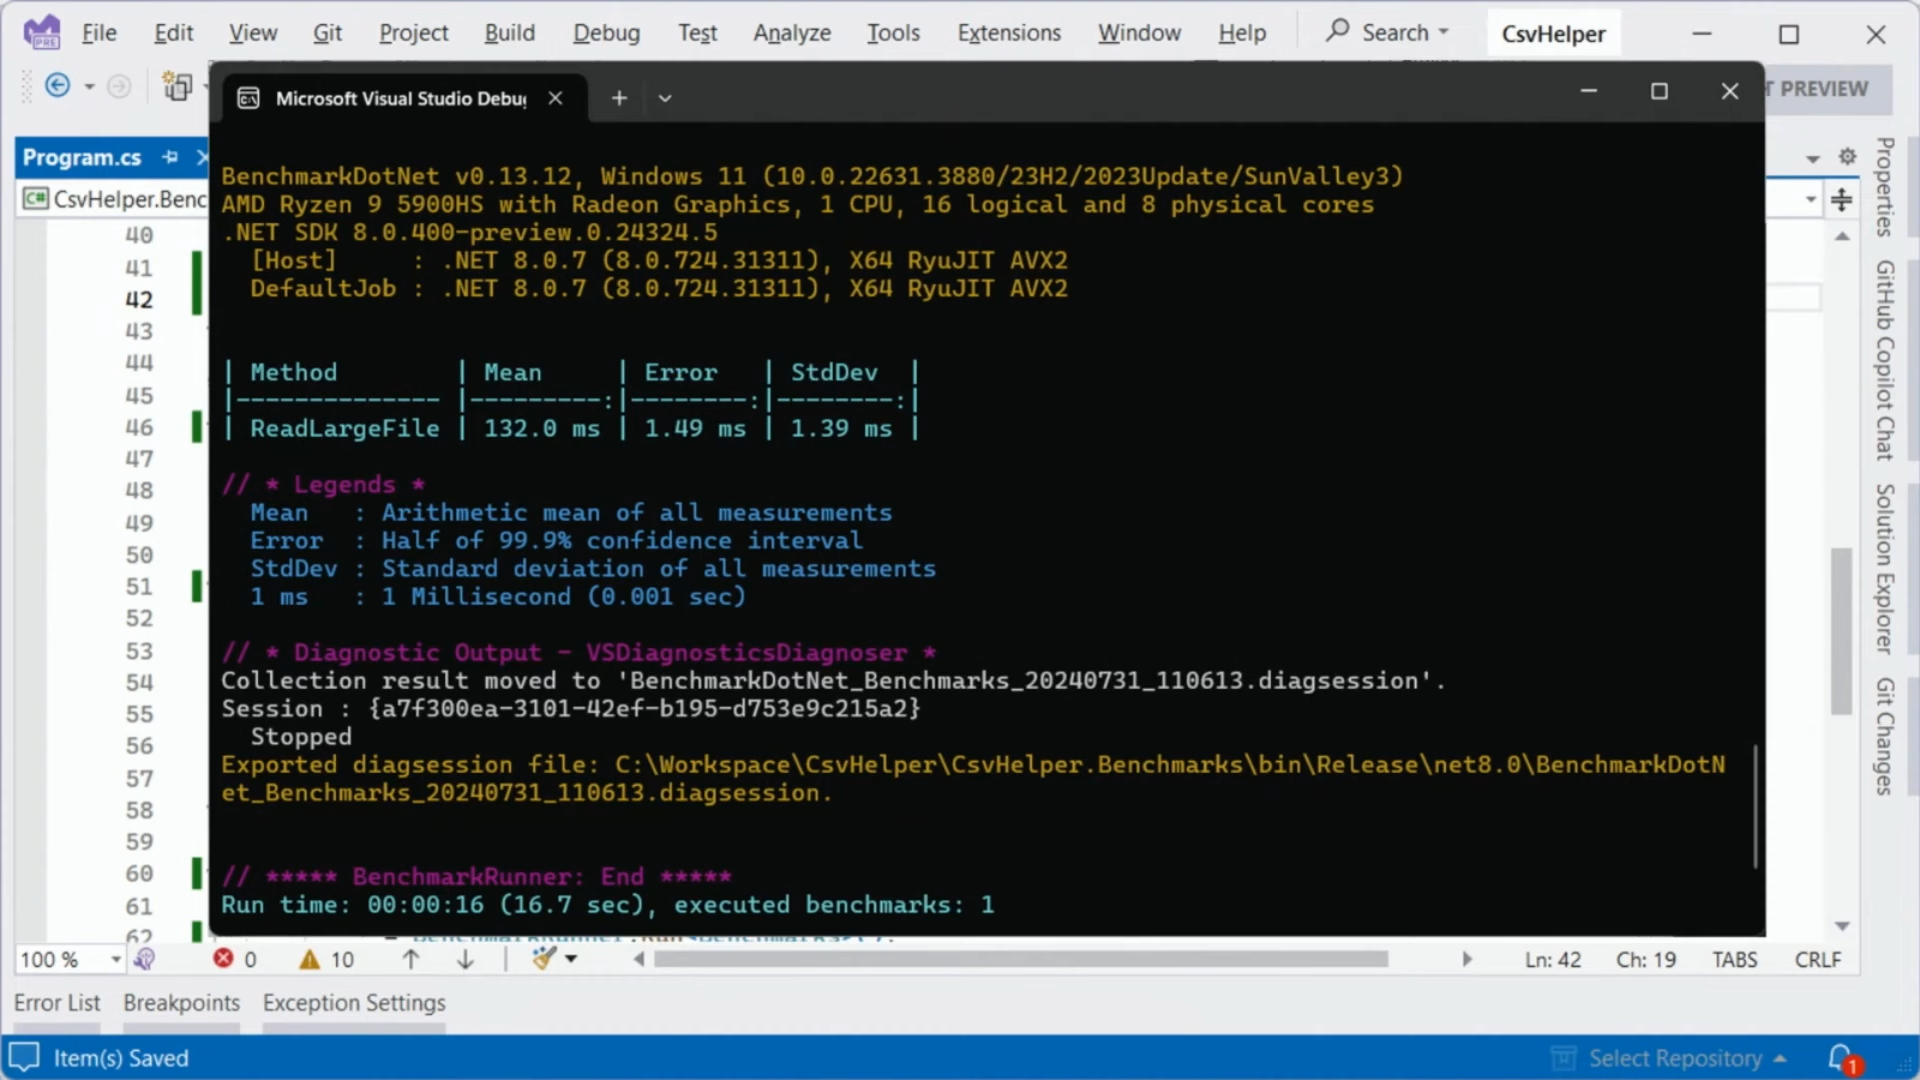 File Edit View Git Project Build Debug Test Analyze Tools Extensions Window Help Search CsvHelper
PRE
Microsoft Visual Studio Debug
T PREVIEW
Program.cs
CsvHelper.Benc
40
41
42
43
44
45
46
47
48
49
50
51
52
53
54
55
56
57
58
59
60
61
62
BenchmarkDotNet v0.13.12, Windows 11 (10.0.22631.3880/23H2/2023Update/SunValley3)
AMD Ryzen 9 5900HS with Radeon Graphics, 1 CPU, 16 logical and 8 physical cores
.NET SDK 8.0.400-preview.0.24324.5
[Host]     : .NET 8.0.7 (8.0.724.31311), X64 RyuJIT AVX2
DefaultJob : .NET 8.0.7 (8.0.724.31311), X64 RyuJIT AVX2
| Method        | Mean     | Error   | StdDev  |
|-------------- |---------:|--------:|--------:|
| ReadLargeFile | 132.0 ms | 1.49 ms | 1.39 ms |
// * Legends *
Mean   : Arithmetic mean of all measurements
Error  : Half of 99.9% confidence interval
StdDev : Standard deviation of all measurements
1 ms   : 1 Millisecond (0.001 sec)
// * Diagnostic Output - VSDiagnosticsDiagnoser *
Collection result moved to 'BenchmarkDotNet_Benchmarks_20240731_110613.diagsession'.
Session : {a7f300ea-3101-42ef-b195-d753e9c215a2}
Stopped
Exported diagsession file: C:\Workspace\CsvHelper\CsvHelper.Benchmarks\bin\Release\net8.0\BenchmarkDotN
et_Benchmarks_20240731_110613.diagsession.
// ***** BenchmarkRunner: End *****
Run time: 00:00:16 (16.7 sec), executed benchmarks: 1
= BenchmarkRunner.Run<Benchmarks>();
Properties
GitHub Copilot Chat
Solution Explorer
Git Changes
100 % 0 10 Ln: 42 Ch: 19 TABS CRLF
Error List Breakpoints Exception Settings
Item(s) Saved Select Repository 1